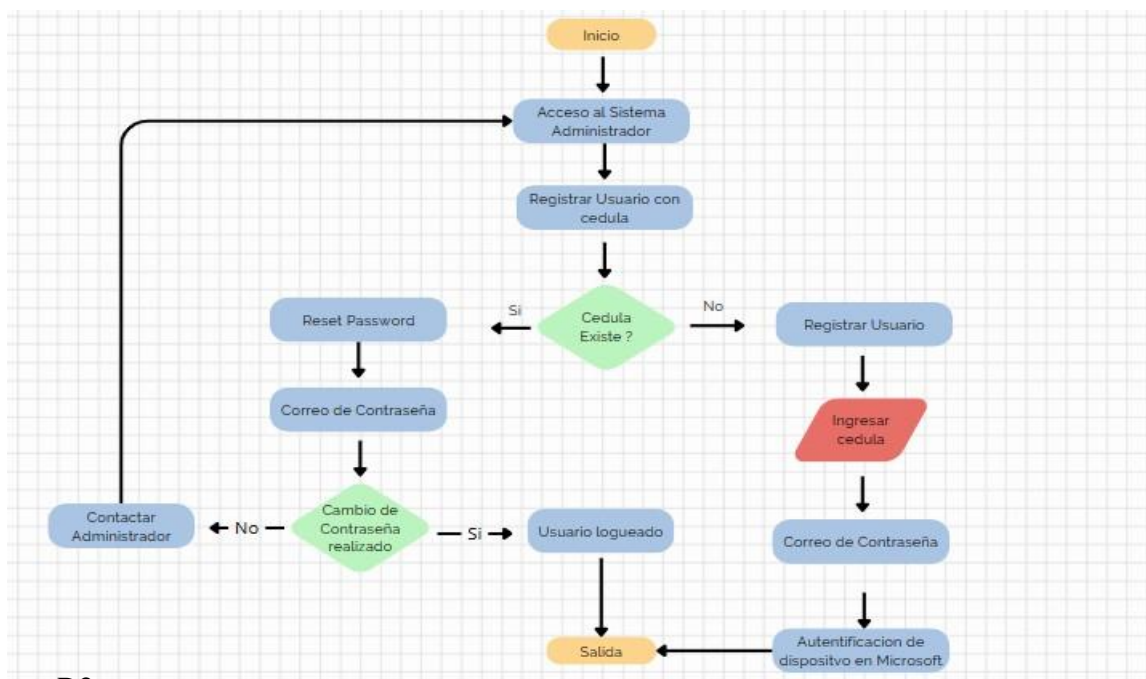 Inicio
Acceso al Sistema
Administrador
Registrar Usuario con
cedula
Cedula
Existe ?
Si
No
Reset Password
Registrar Usuario
Correo de Contraseña
Ingresar
cedula
Cambio de
Contraseña
realizado
No
Si
Contactar
Administrador
Usuario logueado
Correo de Contraseña
Autentificacion de
dispositvo en Microsoft
Salida